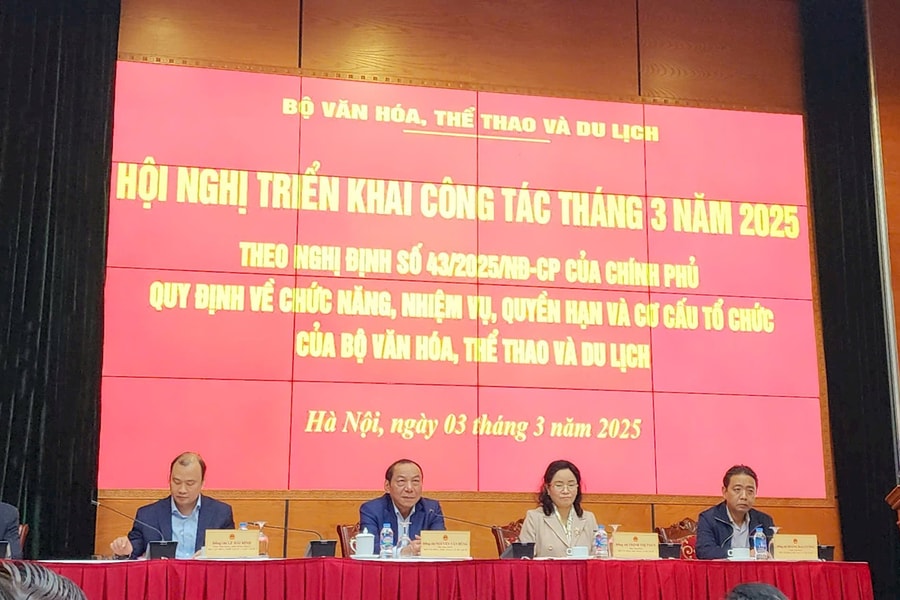 BỘ VĂN HÓA, THỂ THAO VÀ DU LỊCH
HỘI NGHỊ TRIỂN KHAI CÔNG TÁC THÁNG 3 NĂM 2025
THEO NGHỊ ĐỊNH SỐ 43/2025/NĐ-CP CỦA CHÍNH PHỦ
QUY ĐỊNH VỀ CHỨC NĂNG, NHIỆM VỤ, QUYỀN HẠN VÀ CƠ CẤU TỔ CHỨC
CỦA BỘ VĂN HÓA, THỂ THAO VÀ DU LỊCH
Hà Nội, ngày 03 tháng 3 năm 2025